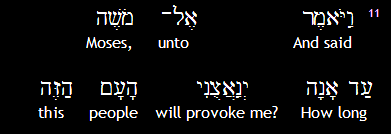 11 וַיֹּאמֶר אֶל־ מֹשֶׁה
And said unto Moses,
עַד אָנָה יְנַאֲצֻנִי הָעָם הַזֶּה
How long will provoke me? people this